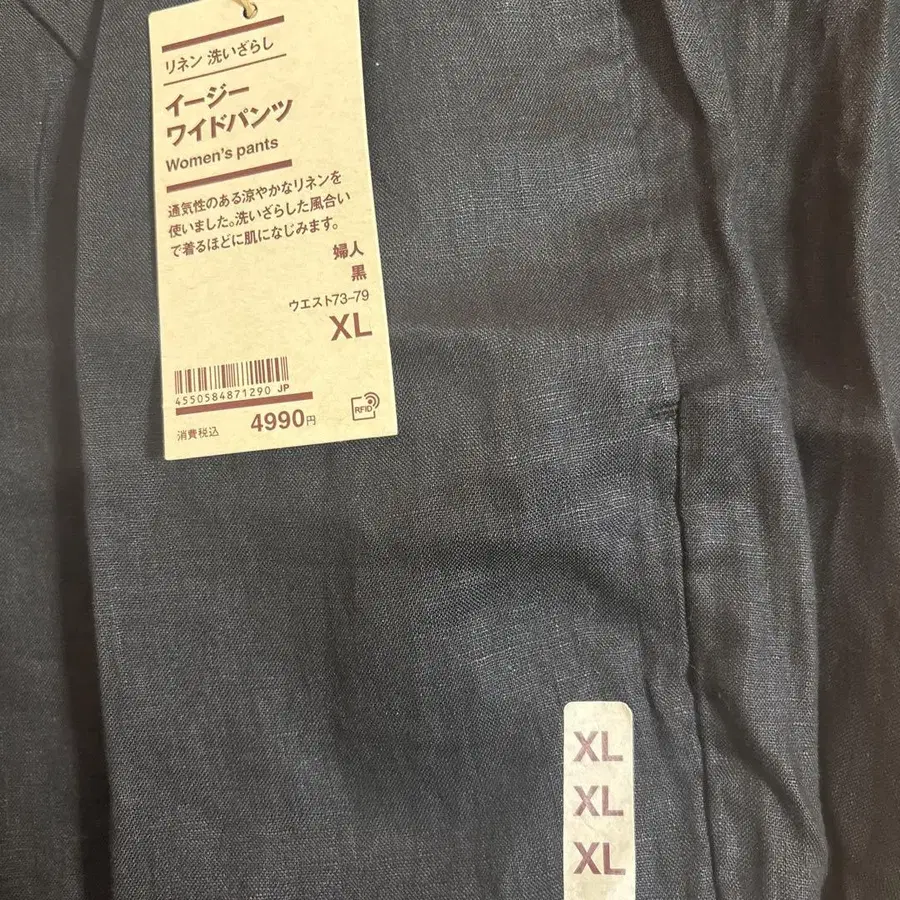 リネン 洗いざらし
イージー
ワイドパンツ
Women's pants
通気性のある涼やかなリネンを
使いました。洗いざらした風合い
で着るほどに肌になじみます。
婦人
黒
ウエスト73-79
XL
4550584871290 JP
消費税込 4990円
RFID
XL
XL
XL